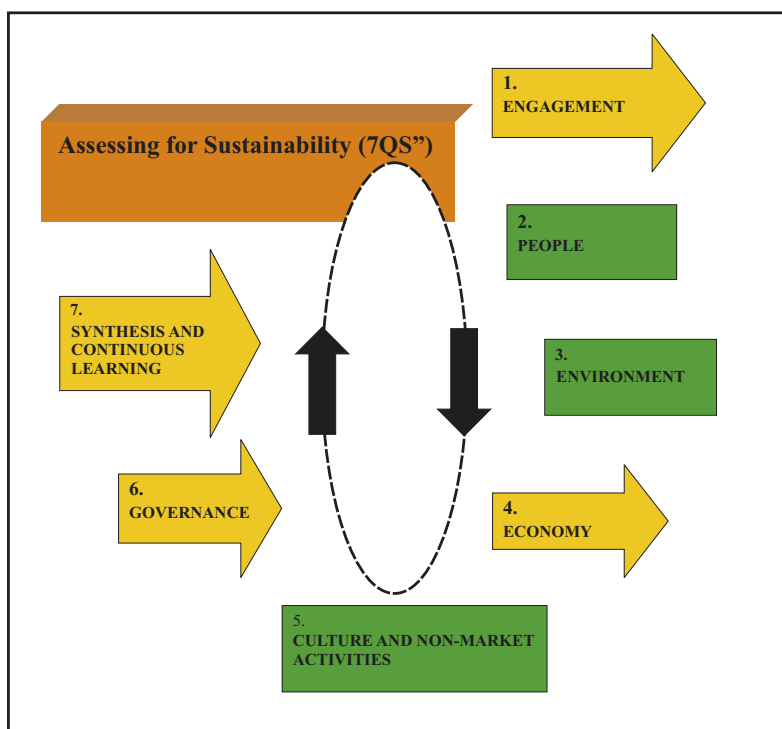 Assessing for Sustainability (7QS”)
1.
ENGAGEMENT
2.
PEOPLE
3.
ENVIRONMENT
4.
ECONOMY
5.
CULTURE AND NON-MARKET
ACTIVITIES
6.
GOVERNANCE
7.
SYNTHESIS AND
CONTINUOUS
LEARNING